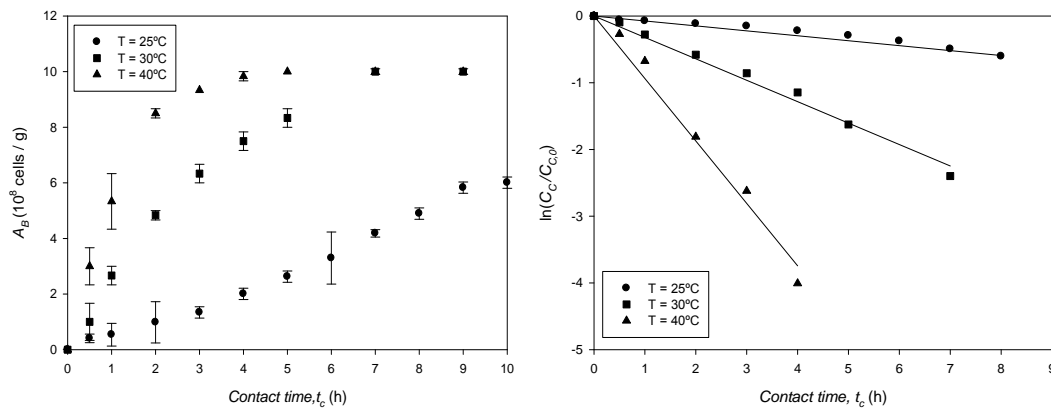 12
10
8
6
4
2
0
A_B (10^8 cells / g)
T = 25ºC
T = 30ºC
T = 40ºC
0 1 2 3 4 5 6 7 8 9 10
Contact time, t_c (h)
0
-1
-2
-3
-4
-5
ln(C_C/C_{C,0})
T = 25ºC
T = 30ºC
T = 40ºC
0 1 2 3 4 5 6 7 8 9
Contact time, t_c (h)